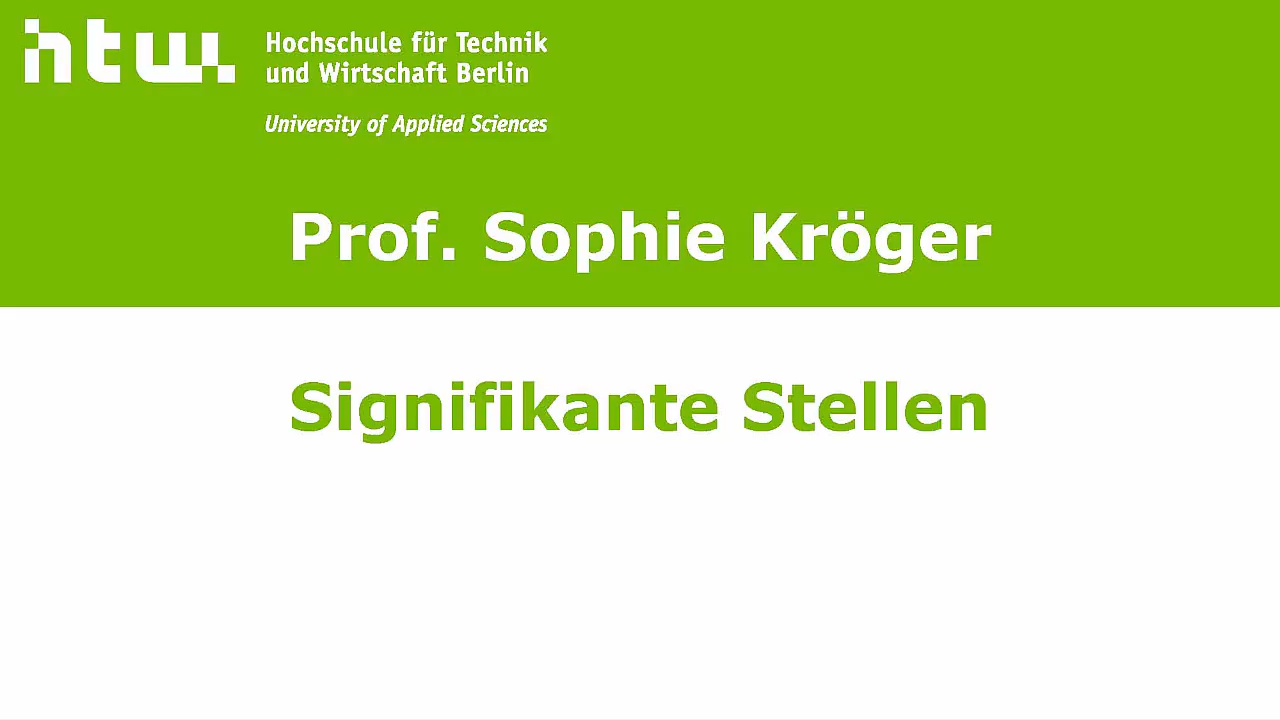 htw.
Hochschule für Technik
und Wirtschaft Berlin
University of Applied Sciences
Prof. Sophie Kröger
Signifikante Stellen